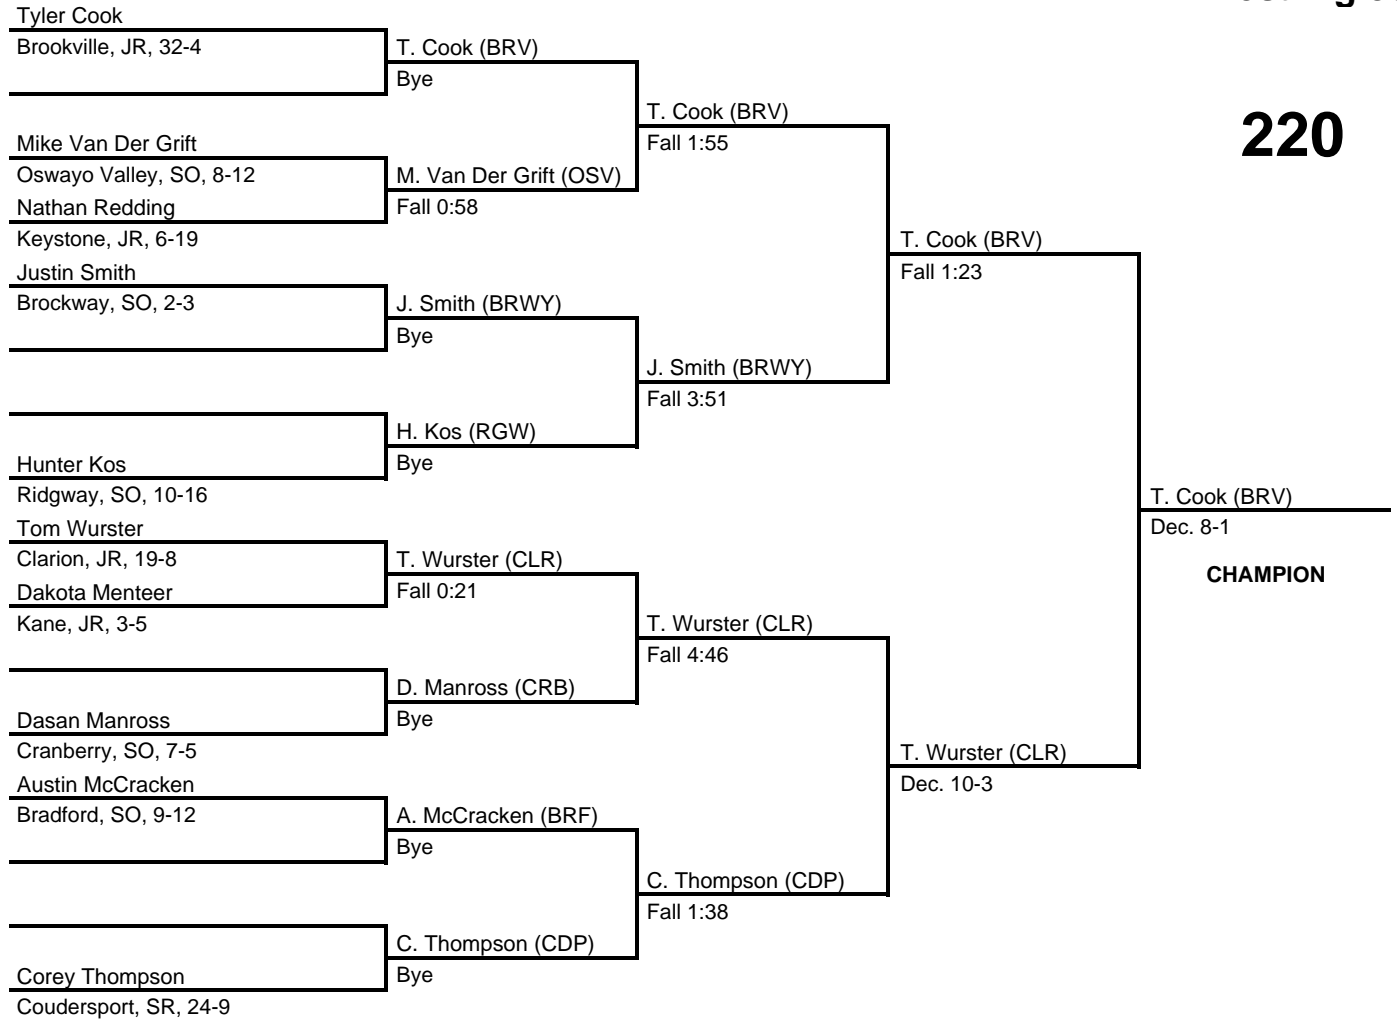 Tyler Cook
Brookville, JR, 32-4
T. Cook (BRV)
Bye
T. Cook (BRV)
Fall 1:55
220
Mike Van Der Grift
Oswayo Valley, SO, 8-12
M. Van Der Grift (OSV)
Nathan Redding
Fall 0:58
Keystone, JR, 6-19
T. Cook (BRV)
Justin Smith
Fall 1:23
Brockway, SO, 2-3
J. Smith (BRWY)
Bye
J. Smith (BRWY)
Fall 3:51
H. Kos (RGW)
Hunter Kos
Bye
Ridgway, SO, 10-16
T. Cook (BRV)
Tom Wurster
Dec. 8-1
Clarion, JR, 19-8
T. Wurster (CLR)
CHAMPION
Dakota Menteer
Fall 0:21
Kane, JR, 3-5
T. Wurster (CLR)
Fall 4:46
D. Manross (CRB)
Dasan Manross
Bye
Cranberry, SO, 7-5
T. Wurster (CLR)
Austin McCracken
Dec. 10-3
Bradford, SO, 9-12
A. McCracken (BRF)
Bye
C. Thompson (CDP)
Fall 1:38
C. Thompson (CDP)
Corey Thompson
Bye
Coudersport, SR, 24-9